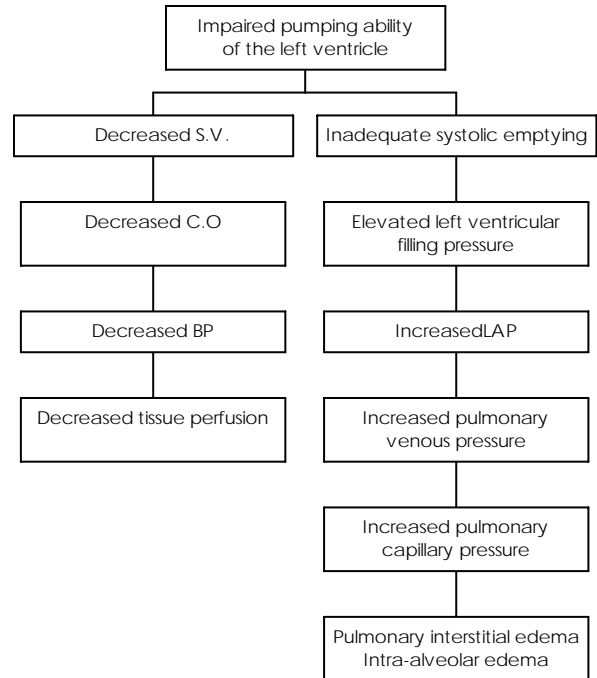 Impaired pumping ability
of the left ventricle
Decreased S.V.
Inadequate systolic emptying
Decreased C.O
Elevated left ventricular
filling pressure
Decreased BP
IncreasedLAP
Decreased tissue perfusion
Increased pulmonary
venous pressure
Increased pulmonary
capillary pressure
Pulmonary interstitial edema
Intra-alveolar edema